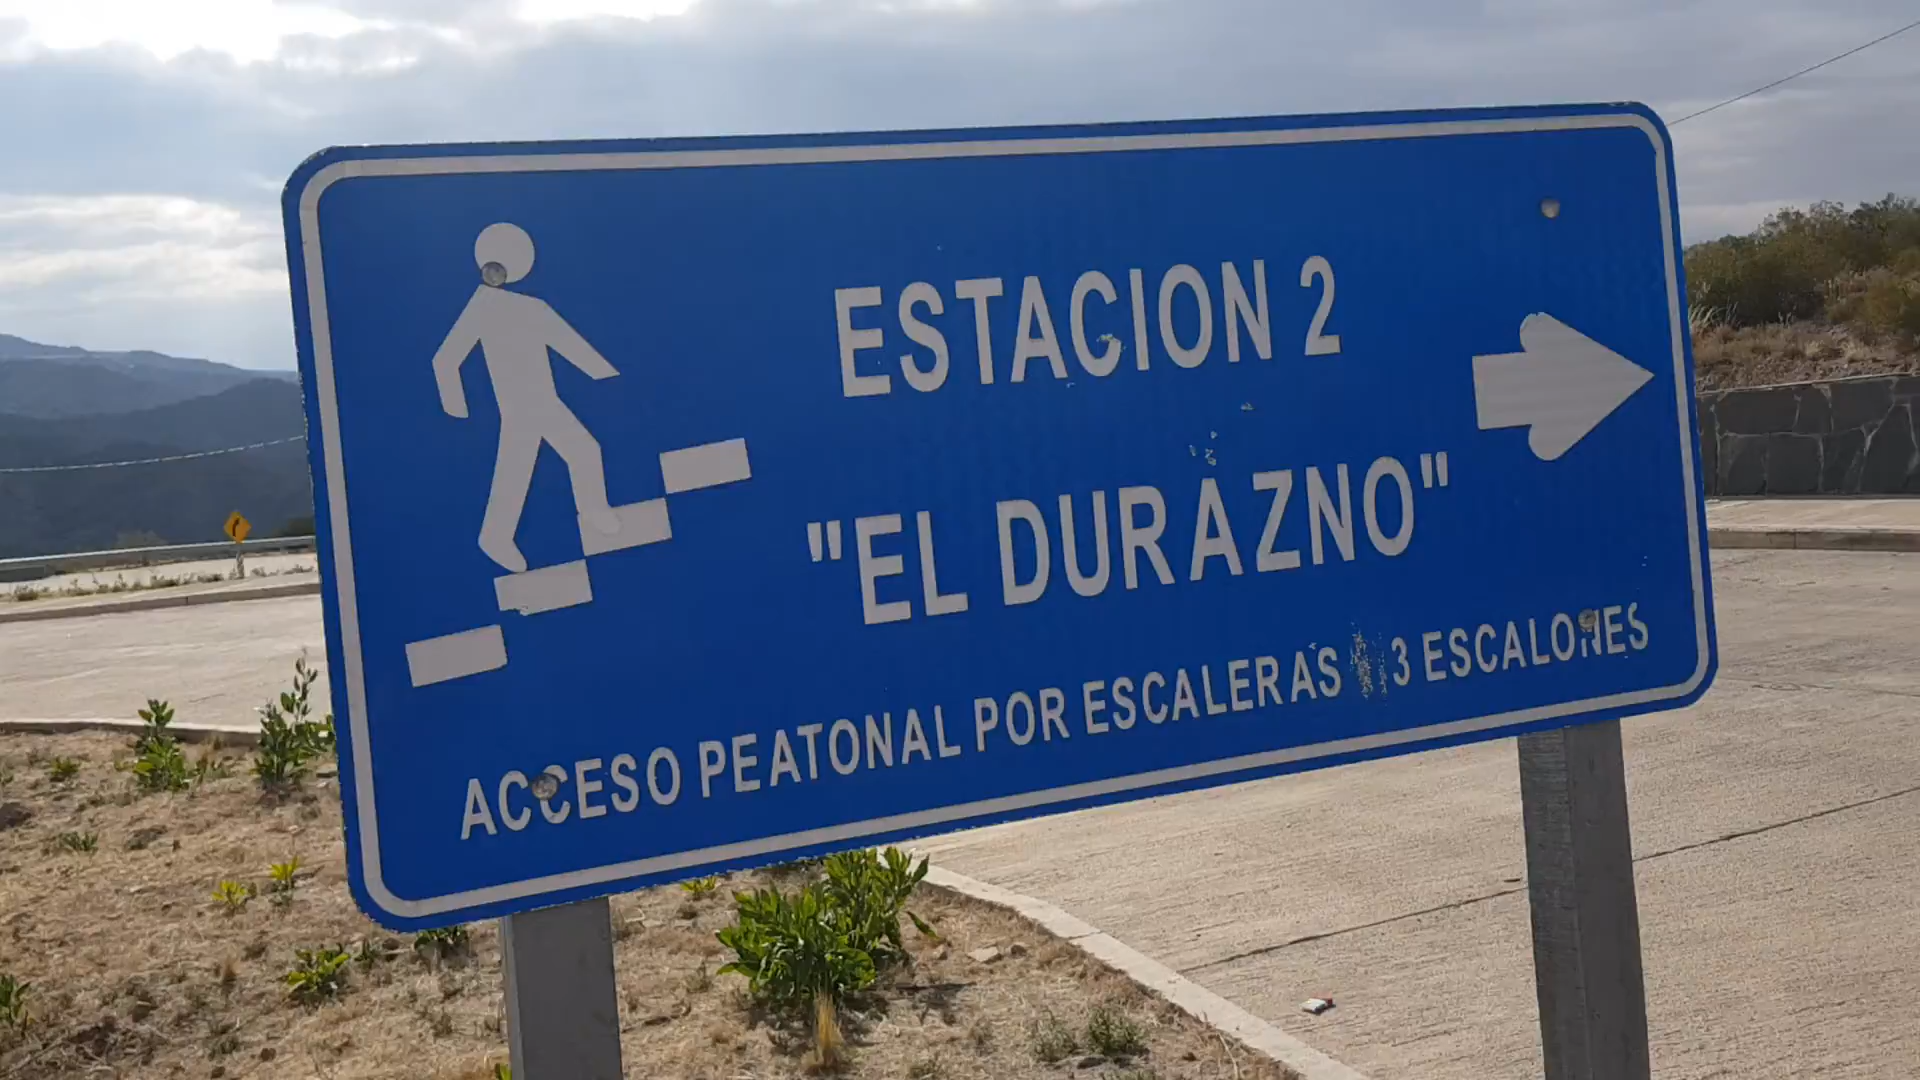 ESTACION 2
"EL DURAZNO"
ACCESO PEATONAL POR ESCALERAS 3 ESCALONES